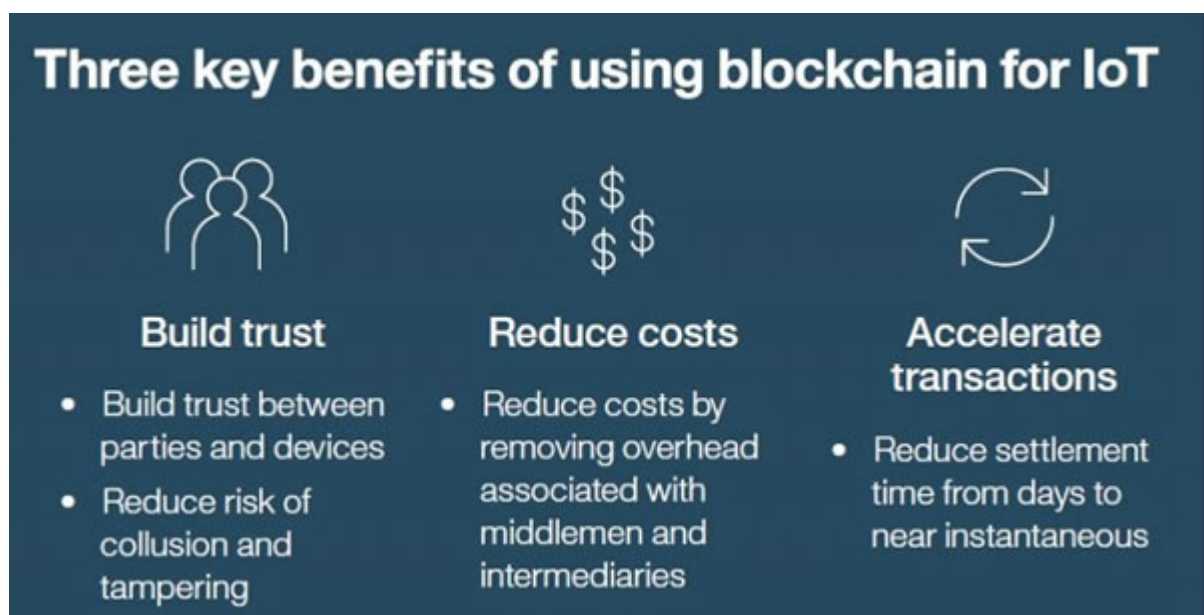 Three key benefits of using blockchain for IoT
$ $ $ $
Build trust
• Build trust between
parties and devices
• Reduce risk of
collusion and
tampering
Reduce costs
• Reduce costs by
removing overhead
associated with
middlemen and
intermediaries
Accelerate
transactions
• Reduce settlement
time from days to
near instantaneous